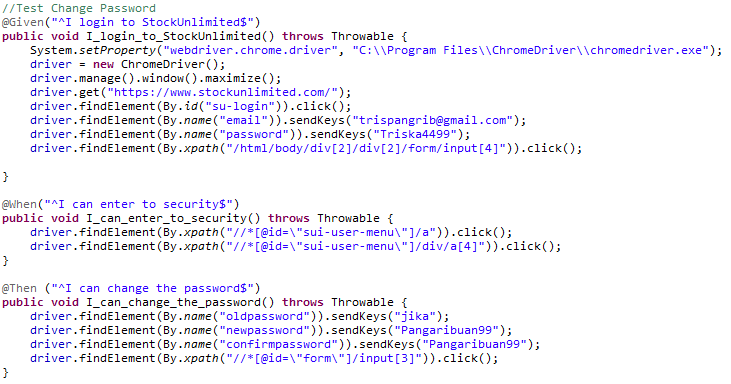 //Test Change Password
@Given("^I login to StockUnlimited$")
public void I_login_to_StockUnlimited() throws Throwable {
System.setProperty("webdriver.chrome.driver", "C:\\Program Files\\ChromeDriver\\chromedriver.exe");
driver = new ChromeDriver();
driver.manage().window().maximize();
driver.get("https://www.stockunlimited.com/");
driver.findElement(By.id("su-login")).click();
driver.findElement(By.name("email")).sendKeys("trispangrib@gmail.com");
driver.findElement(By.name("password")).sendKeys("Triska4499");
driver.findElement(By.xpath("/html/body/div[2]/div[2]/form/input[4]")).click();
}
@When("^I can enter to security$")
public void I_can_enter_to_security() throws Throwable {
driver.findElement(By.xpath("//*[@id=\"sui-user-menu\"]/a")).click();
driver.findElement(By.xpath("//*[@id=\"sui-user-menu\"]/div/a[4]")).click();
}
@Then ("^I can change the password$")
public void I_can_change_the_password() throws Throwable {
driver.findElement(By.name("oldpassword")).sendKeys("jika");
driver.findElement(By.name("newpassword")).sendKeys("Pangaribuan99");
driver.findElement(By.name("confirmpassword")).sendKeys("Pangaribuan99");
driver.findElement(By.xpath("//*[@id=\"form\"]/input[3]")).click();
}